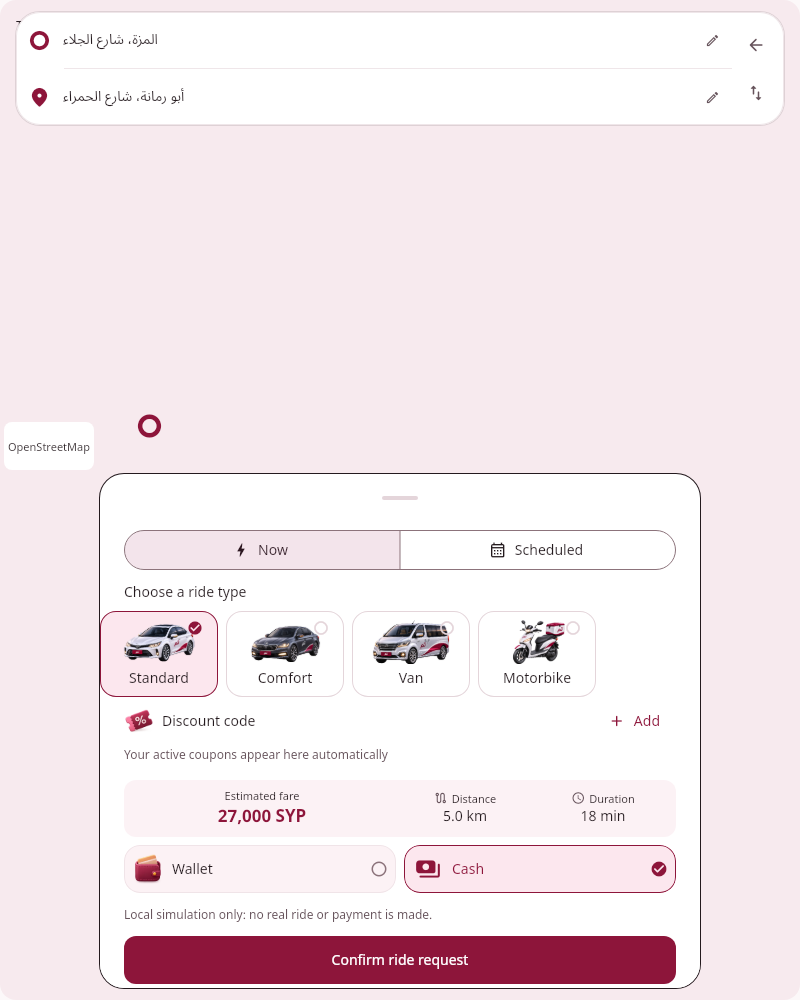 المزة، شارع الجلاء
أبو رمانة، شارع الحمراء
OpenStreetMap
Now
Scheduled
Choose a ride type
Standard
Comfort
Van
Motorbike
Discount code
Add
Your active coupons appear here automatically
Estimated fare
27,000 SYP
Distance
5.0 km
Duration
18 min
Wallet
Cash
Local simulation only: no real ride or payment is made.
Confirm ride request